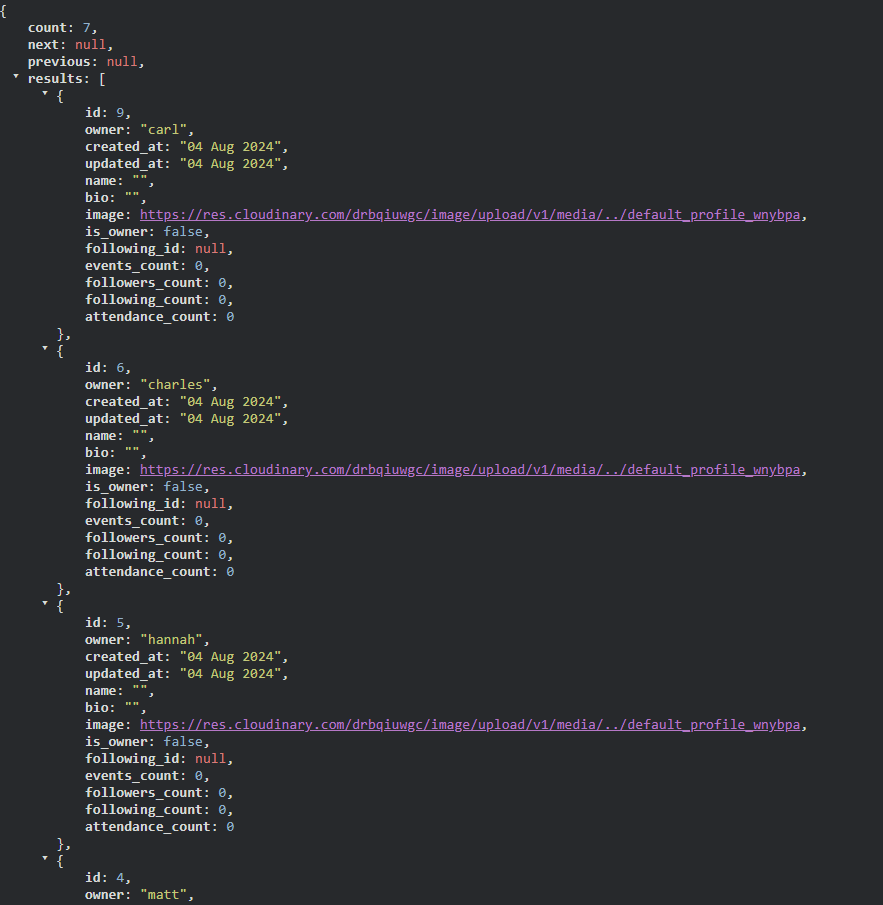 {
count: 7,
next: null,
previous: null,
results: [
{
id: 9,
owner: "carl",
created_at: "04 Aug 2024",
updated_at: "04 Aug 2024",
name: "",
bio: "",
image: https://res.cloudinary.com/drbqiuwgc/image/upload/v1/media/../default_profile_wnybpa,
is_owner: false,
following_id: null,
events_count: 0,
followers_count: 0,
following_count: 0,
attendance_count: 0
},
{
id: 6,
owner: "charles",
created_at: "04 Aug 2024",
updated_at: "04 Aug 2024",
name: "",
bio: "",
image: https://res.cloudinary.com/drbqiuwgc/image/upload/v1/media/../default_profile_wnybpa,
is_owner: false,
following_id: null,
events_count: 0,
followers_count: 0,
following_count: 0,
attendance_count: 0
},
{
id: 5,
owner: "hannah",
created_at: "04 Aug 2024",
updated_at: "04 Aug 2024",
name: "",
bio: "",
image: https://res.cloudinary.com/drbqiuwgc/image/upload/v1/media/../default_profile_wnybpa,
is_owner: false,
following_id: null,
events_count: 0,
followers_count: 0,
following_count: 0,
attendance_count: 0
},
{
id: 4,
owner: "matt",